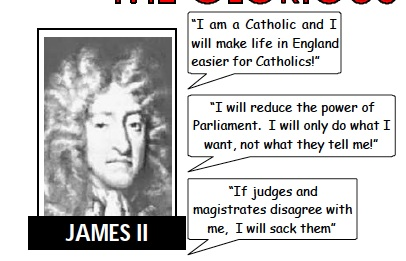 THE GLORIOUS
"I am a Catholic and I
will make life in England
easier for Catholics!"
"I will reduce the power of
Parliament. I will only do what I
want, not what they tell me!"
"If judges and
magistrates disagree with
me, I will sack them"
JAMES II